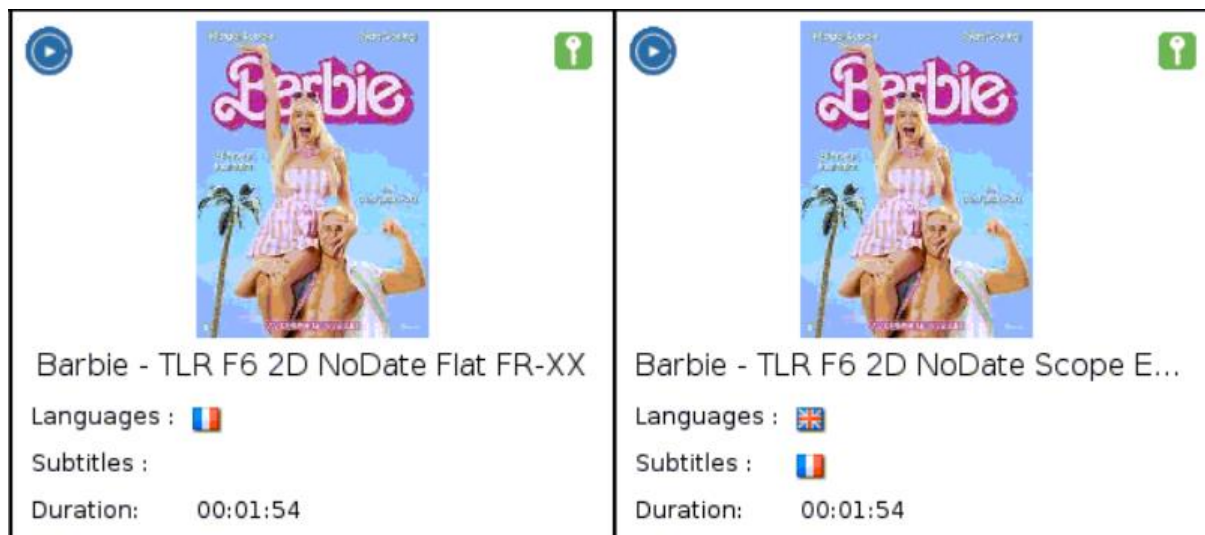 Barbie
Barbie - TLR F6 2D NoDate Flat FR-XX
Languages :
Subtitles :
Duration: 00:01:54
Barbie
Barbie - TLR F6 2D NoDate Scope E...
Languages :
Subtitles :
Duration: 00:01:54